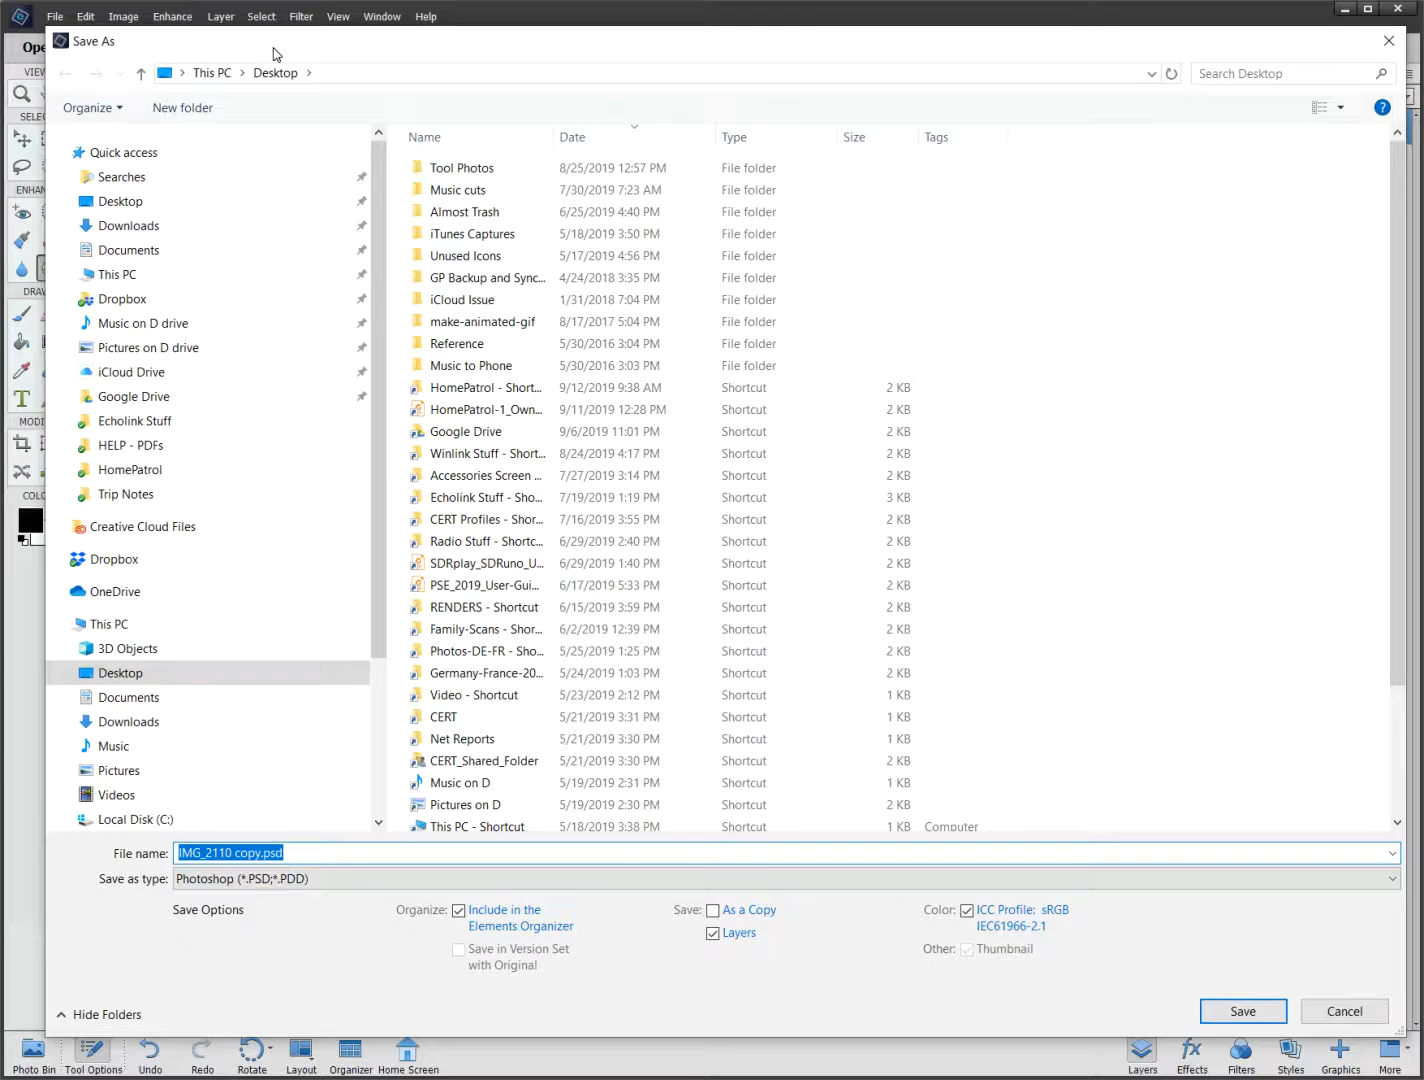 File Edit Image Enhance Layer Select Filter View Window Help
Save As
This PC > Desktop >
Search Desktop
Organize
New folder
VIEW
SELEC
ENHAN
DRAW
MODI
COLO
Quick access
Searches
Desktop
Downloads
Documents
This PC
Dropbox
Music on D drive
Pictures on D drive
iCloud Drive
Google Drive
Echolink Stuff
HELP - PDFs
HomePatrol
Trip Notes
Creative Cloud Files
Dropbox
OneDrive
This PC
3D Objects
Desktop
Documents
Downloads
Music
Pictures
Videos
Local Disk (C:)
Name Date Type Size Tags
Tool Photos 8/25/2019 12:57 PM File folder
Music cuts 7/30/2019 7:23 AM File folder
Almost Trash 6/25/2019 4:40 PM File folder
iTunes Captures 5/18/2019 3:50 PM File folder
Unused Icons 5/17/2019 4:56 PM File folder
GP Backup and Sync... 4/24/2018 3:35 PM File folder
iCloud Issue 1/31/2018 7:04 PM File folder
make-animated-gif 8/17/2017 5:04 PM File folder
Reference 5/30/2016 3:04 PM File folder
Music to Phone 5/30/2016 3:03 PM File folder
HomePatrol - Short... 9/12/2019 9:38 AM Shortcut 2 KB
HomePatrol-1_Own... 9/11/2019 12:28 PM Shortcut 2 KB
Google Drive 9/6/2019 11:01 PM Shortcut 2 KB
Winlink Stuff - Short... 8/24/2019 4:17 PM Shortcut 2 KB
Accessories Screen ... 7/27/2019 3:14 PM Shortcut 2 KB
Echolink Stuff - Sho... 7/19/2019 1:19 PM Shortcut 3 KB
CERT Profiles - Shor... 7/16/2019 3:55 PM Shortcut 2 KB
Radio Stuff - Shortc... 6/29/2019 2:40 PM Shortcut 2 KB
SDRplay_SDRuno_U... 6/29/2019 1:40 PM Shortcut 2 KB
PSE_2019_User-Gui... 6/17/2019 5:33 PM Shortcut 2 KB
RENDERS - Shortcut 6/15/2019 3:59 PM Shortcut 2 KB
Family-Scans - Shor... 6/2/2019 12:39 PM Shortcut 2 KB
Photos-DE-FR - Sho... 5/25/2019 1:25 PM Shortcut 2 KB
Germany-France-20... 5/24/2019 1:03 PM Shortcut 2 KB
Video - Shortcut 5/23/2019 2:12 PM Shortcut 1 KB
CERT 5/21/2019 3:31 PM Shortcut 1 KB
Net Reports 5/21/2019 3:30 PM Shortcut 1 KB
CERT_Shared_Folder 5/21/2019 3:30 PM Shortcut 2 KB
Music on D 5/19/2019 2:31 PM Shortcut 1 KB
Pictures on D 5/19/2019 2:30 PM Shortcut 2 KB
This PC - Shortcut 5/18/2019 3:38 PM Shortcut 1 KB Computer
File name: IMG_2110 copy.psd
Save as type: Photoshop (*.PSD;*.PDD)
Save Options
Organize: Include in the
Elements Organizer
Save in Version Set
with Original
Save: As a Copy
Layers
Color: ICC Profile: sRGB
IEC61966-2.1
Other: Thumbnail
Hide Folders
Save Cancel
Photo Bin Tool Options Undo Redo Rotate Layout Organizer Home Screen Layers Effects Filters Styles Graphics More